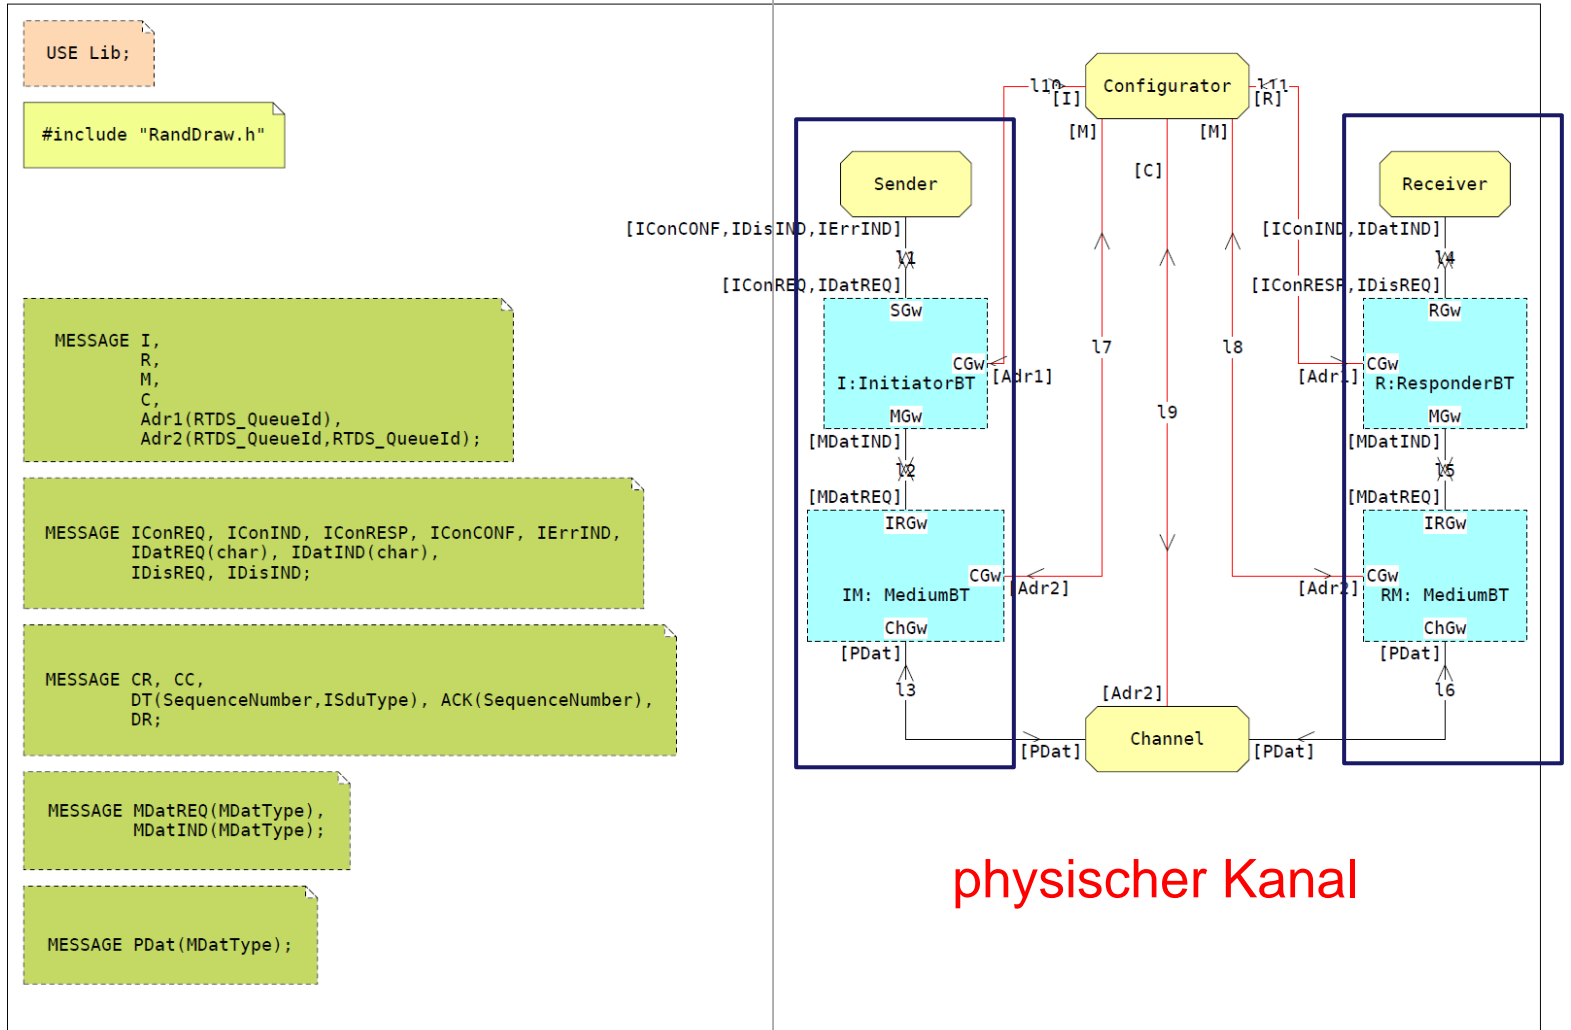 USE Lib;
#include "RandDraw.h"
MESSAGE I,
R,
M,
C,
Adr1(RTDS_QueueId),
Adr2(RTDS_QueueId,RTDS_QueueId);
MESSAGE IConREQ, IConIND, IConRESP, IConCONF, IErrIND,
IDatREQ(char), IDatIND(char),
IDisREQ, IDisIND;
MESSAGE CR, CC,
DT(SequenceNumber,ISduType), ACK(SequenceNumber),
DR;
MESSAGE MDatREQ(MDatType),
MDatIND(MDatType);
MESSAGE PDat(MDatType);
l10
Configurator
l11
[I]
[R]
[M]
[M]
[C]
Sender
Receiver
[IConCONF,IDisIND,IErrIND]
[IConIND,IDatIND]
l1
l4
[IConREQ,IDatREQ]
[IConRESP,IDisREQ]
SGw
RGw
l7
l8
CGw
[Adr1]
[Adr1]
CGw
I:InitiatorBT
R:ResponderBT
MGw
l9
MGw
[MDatIND]
[MDatIND]
l2
l5
[MDatREQ]
[MDatREQ]
IRGw
IRGw
CGw
[Adr2]
[Adr2]
CGw
IM: MediumBT
RM: MediumBT
ChGw
ChGw
[PDat]
[PDat]
l3
[Adr2]
l6
Channel
[PDat]
[PDat]
physischer Kanal